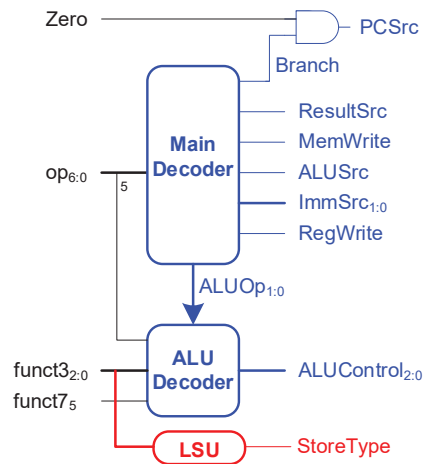 Zero
PCSrc
Branch
ResultSrc
Main
Decoder
MemWrite
op6:0
5
ALUSrc
ImmSrc1:0
RegWrite
ALUOp1:0
funct32:0
ALU
Decoder
ALUControl2:0
funct75
LSU
StoreType